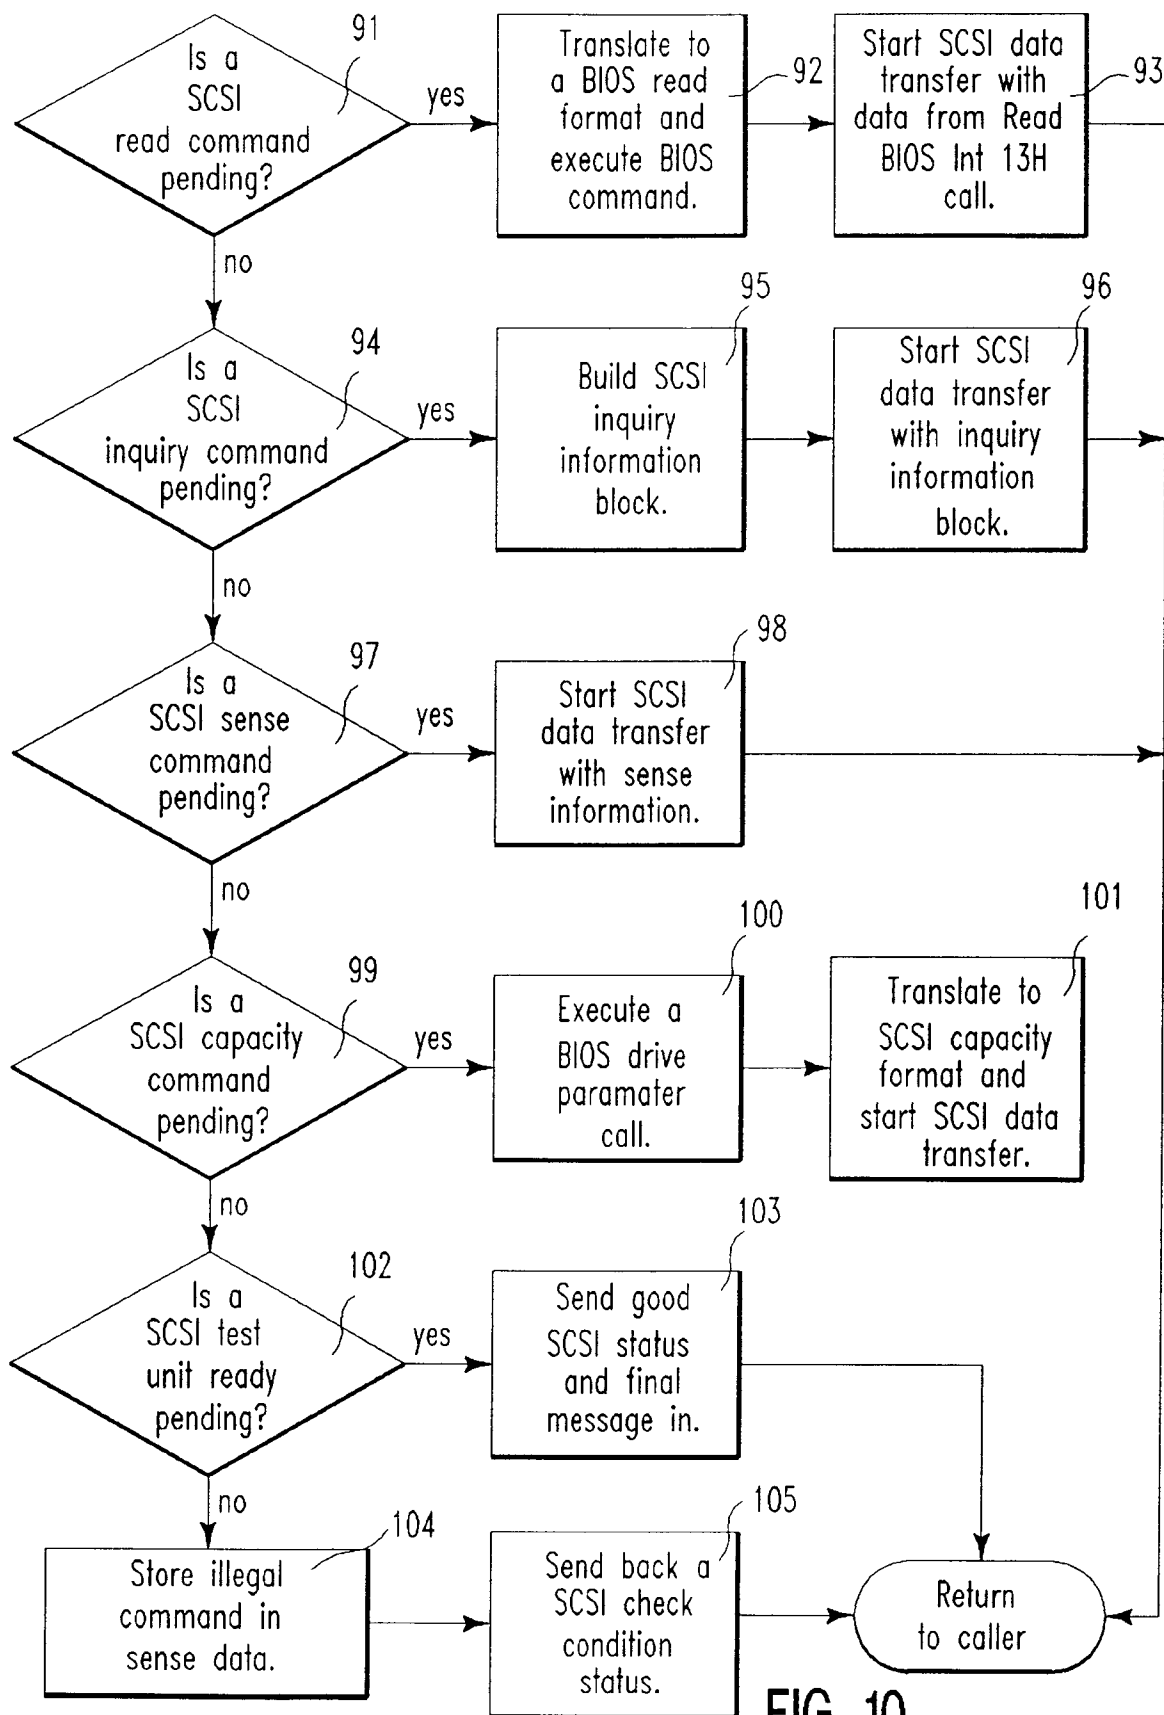 Is a
SCSI
read command
pending?
91
yes
Translate to
a BIOS read
format and
execute BIOS
command.
92
Start SCSI data
transfer with
data from Read
BIOS Int 13H
call.
93
no
Is a
SCSI
inquiry command
pending?
94
yes
Build SCSI
inquiry
information
block.
95
Start SCSI
data transfer
with inquiry
information
block.
96
no
Is a
SCSI sense
command
pending?
97
yes
Start SCSI
data transfer
with sense
information.
98
no
Is a
SCSI capacity
command
pending?
99
yes
Execute a
BIOS drive
paramater
call.
100
Translate to
SCSI capacity
format and
start SCSI data
transfer.
101
no
Is a
SCSI test
unit ready
pending?
102
yes
Send good
SCSI status
and final
message in.
103
no
Store illegal
command in
sense data.
104
Send back a
SCSI check
condition
status.
105
Return
to caller
FIG. 10